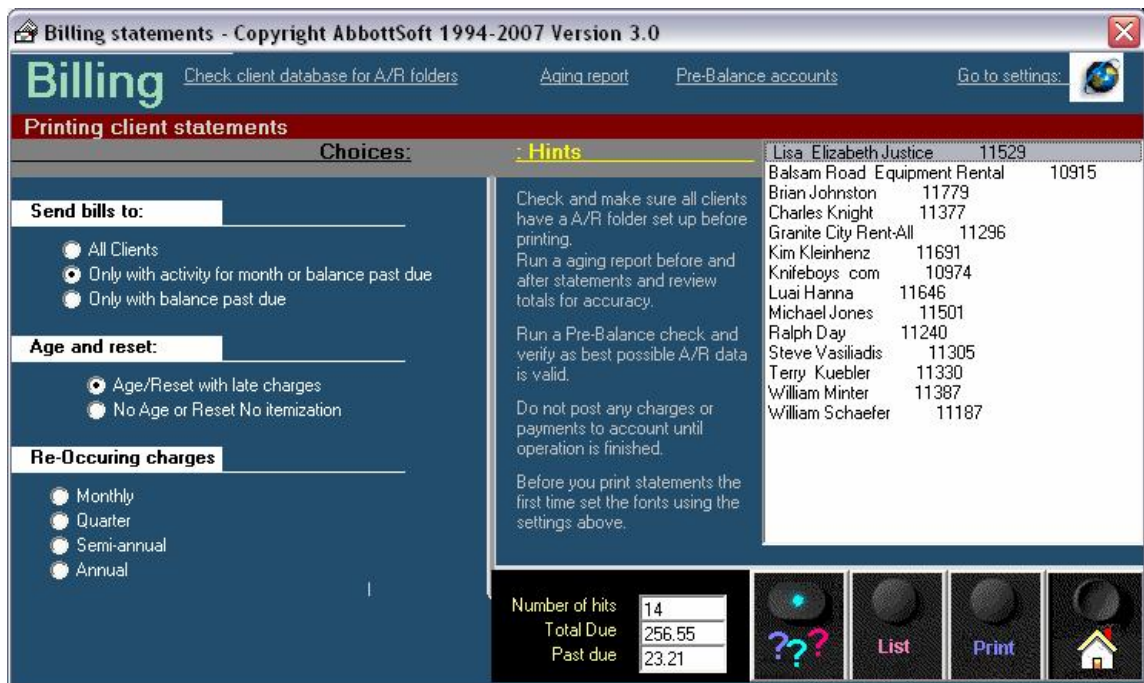 Billing statements - Copyright AbbottSoft 1994-2007 Version 3.0
Billing
Check client database for A/R folders
Aging report
Pre-Balance accounts
Go to settings:
Printing client statements
Choices:
Send bills to:
All Clients
Only with activity for month or balance past due
Only with balance past due
Age and reset:
Age/Reset with late charges
No Age or Reset No itemization
Re-Occuring charges
Monthly
Quarter
Semi-annual
Annual
: Hints
Check and make sure all clients
have a A/R folder set up before
printing.
Run a aging report before and
after statements and review
totals for accuracy.
Run a Pre-Balance check and
verify as best possible A/R data
is valid.
Do not post any charges or
payments to account until
operation is finished.
Before you print statements the
first time set the fonts using the
settings above.
Lisa Elizabeth Justice 11529
Balsam Road Equipment Rental 10915
Brian Johnston 11779
Charles Knight 11377
Granite City Rent-All 11296
Kim Kleinhenz 11691
Knifeboys com 10974
Luai Hanna 11646
Michael Jones 11501
Ralph Day 11240
Steve Vasiliadis 11305
Terry Kuebler 11330
William Minter 11387
William Schaefer 11187
Number of hits 14
Total Due 256.55
Past due 23.21
???
List
Print